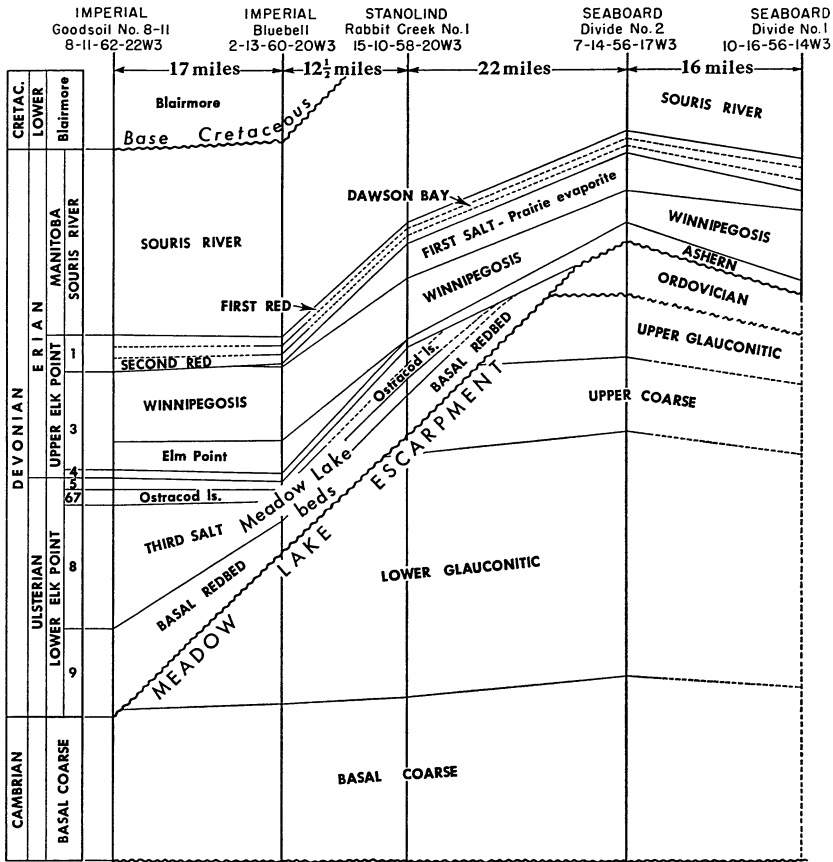 IMPERIAL
Goodsoil No. 8-11
8-11-62-22W3
IMPERIAL
Bluebell
2-13-60-20W3
STANOLIND
Rabbit Creek No.1
15-10-58-20W3
SEABOARD
Divide No. 2
7-14-56-17W3
SEABOARD
Divide No. 1
10-16-56-14W3
17 miles
12½ miles
22 miles
16 miles
CRETAC.
LOWER
Blairmore
DEVONIAN
ERIAN
MANITOBA
SOURIS RIVER
UPPER ELK POINT
1
3
4
ULSTERIAN
LOWER ELK POINT
5
67
8
9
CAMBRIAN
BASAL COARSE
Blairmore
Base Cretaceous
SOURIS RIVER
SOURIS RIVER
DAWSON BAY
FIRST SALT - Prairie evaporite
FIRST RED
SECOND RED
WINNIPEGOSIS
WINNIPEGOSIS
WINNIPEGOSIS
ASHERN
ORDOVICIAN
UPPER GLAUCONITIC
UPPER COARSE
Elm Point
Ostracod ls.
Ostracod ls.
BASAL REDBED
THIRD SALT
Meadow Lake
beds
BASAL REDBED
MEADOW LAKE ESCARPMENT
LOWER GLAUCONITIC
BASAL COARSE